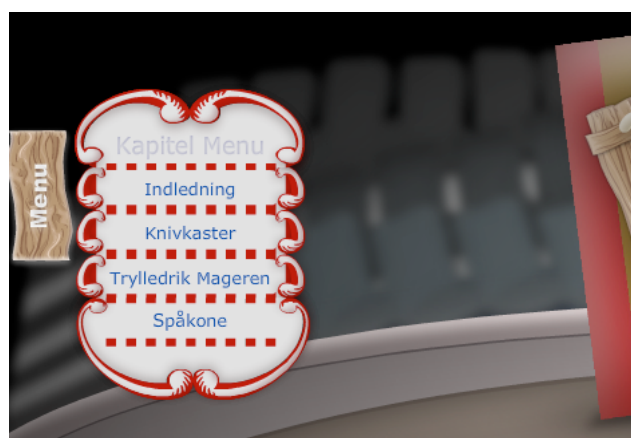 Menu
Kapitel Menu
Indledning
Knivkaster
Trylledrik Mageren
Spåkone